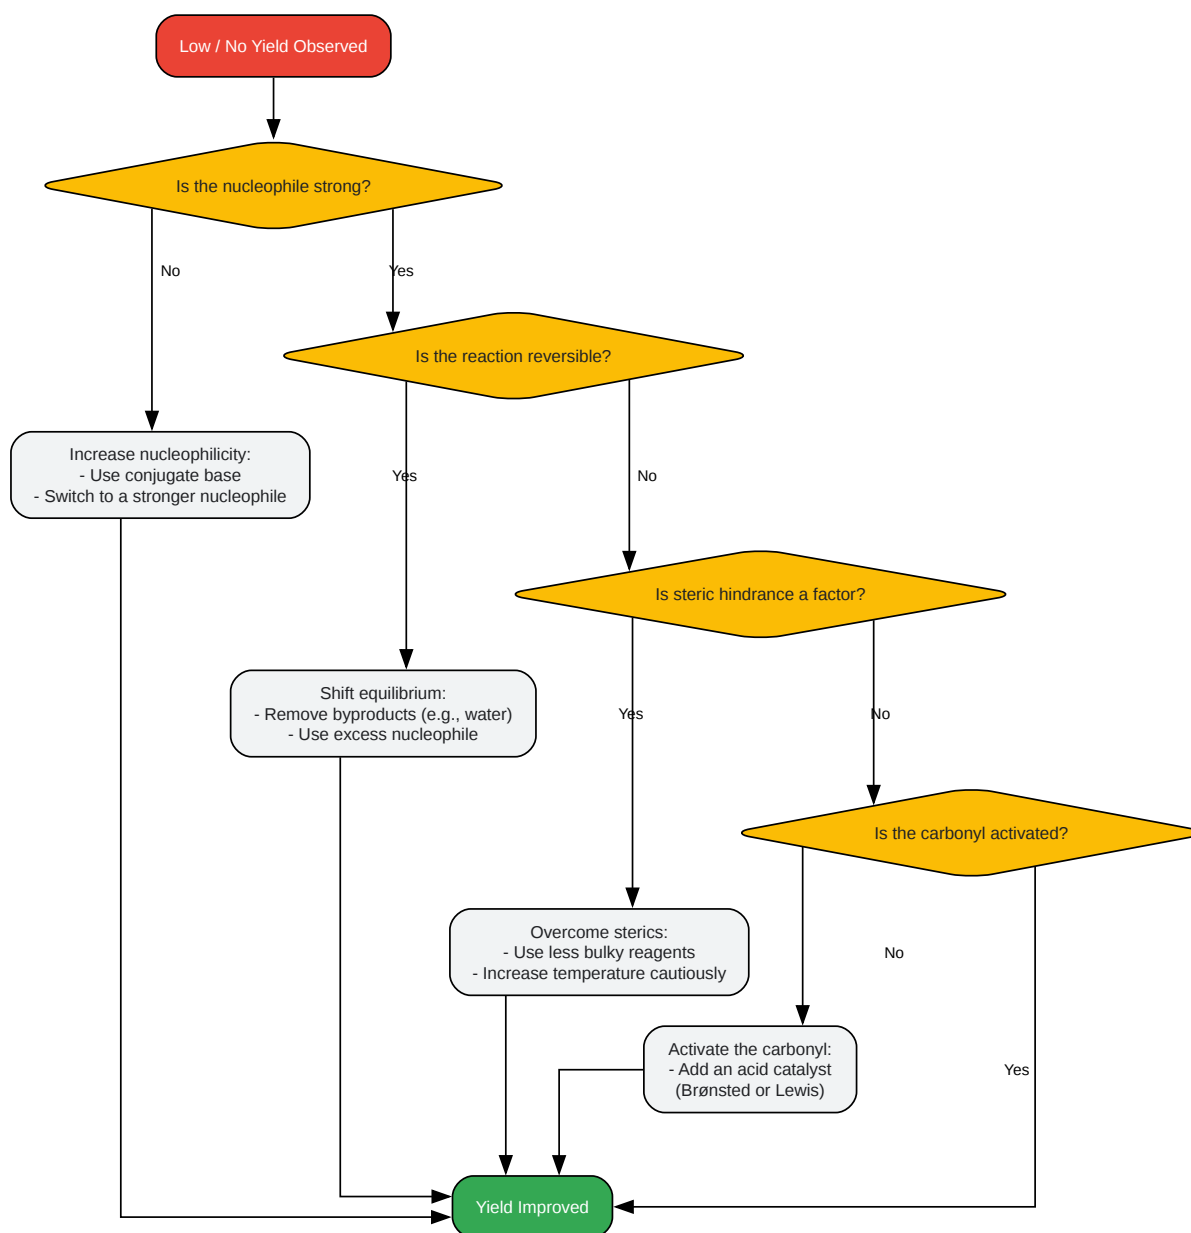 Low / No Yield Observed
Is the nucleophile strong?
No
Yes
Is the reaction reversible?
Increase nucleophilicity:
- Use conjugate base
- Switch to a stronger nucleophile
Yes
No
Is steric hindrance a factor?
Shift equilibrium:
- Remove byproducts (e.g., water)
- Use excess nucleophile
Yes
No
Is the carbonyl activated?
Overcome sterics:
- Use less bulky reagents
- Increase temperature cautiously
No
Activate the carbonyl:
- Add an acid catalyst
(Brønsted or Lewis)
Yes
Yield Improved